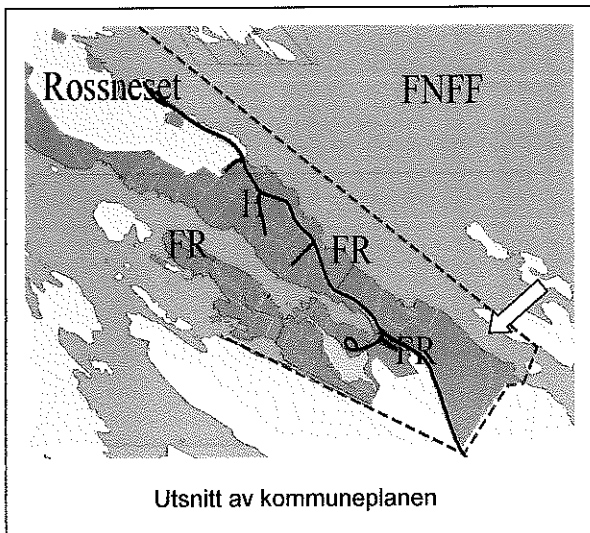 Rossneset
FNFF
H
FR
FR
FR
Utsnitt av kommuneplanen